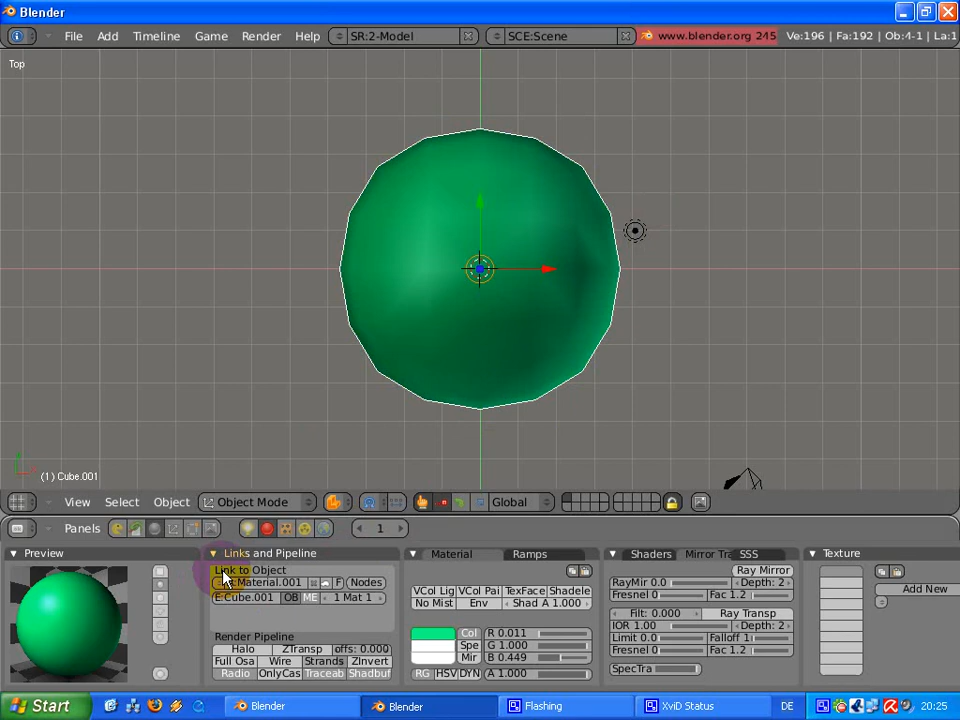 Blender
File Add Timeline Game Render Help SR:2-Model SCE:Scene www.blender.org 245 Ve:196 | Fa:192 | Ob:4-1 | La:1
Top
(1) Cube.001
View Select Object Object Mode Global
Panels 1
Preview Links and Pipeline Material Ramps Shaders Mirror Tra SSS Texture
Link to Object
Material.001 F Nodes
E:Cube.001 OB ME 1 Mat 1
Render Pipeline
Halo ZTransp offs: 0.000
Full Osa Wire Strands ZInvert
Radio OnlyCas Traceab Shadbuf
VCol Lig VCol Pai TexFace Shadele
No Mist Env Shad A 1.000
Col R 0.011
Spe G 1.000
Mir B 0.449
RG HSV DYN A 1.000
Ray Mirror
RayMir 0.0 Depth: 2
Fresnel 0 Fac 1.2
Filt: 0.000 Ray Transp
IOR 1.00 Depth: 2
Limit 0.0 Falloff 1
Fresnel 0 Fac 1.2
SpecTra
Add New
Start Blender Blender Flashing XviD Status DE 20:25